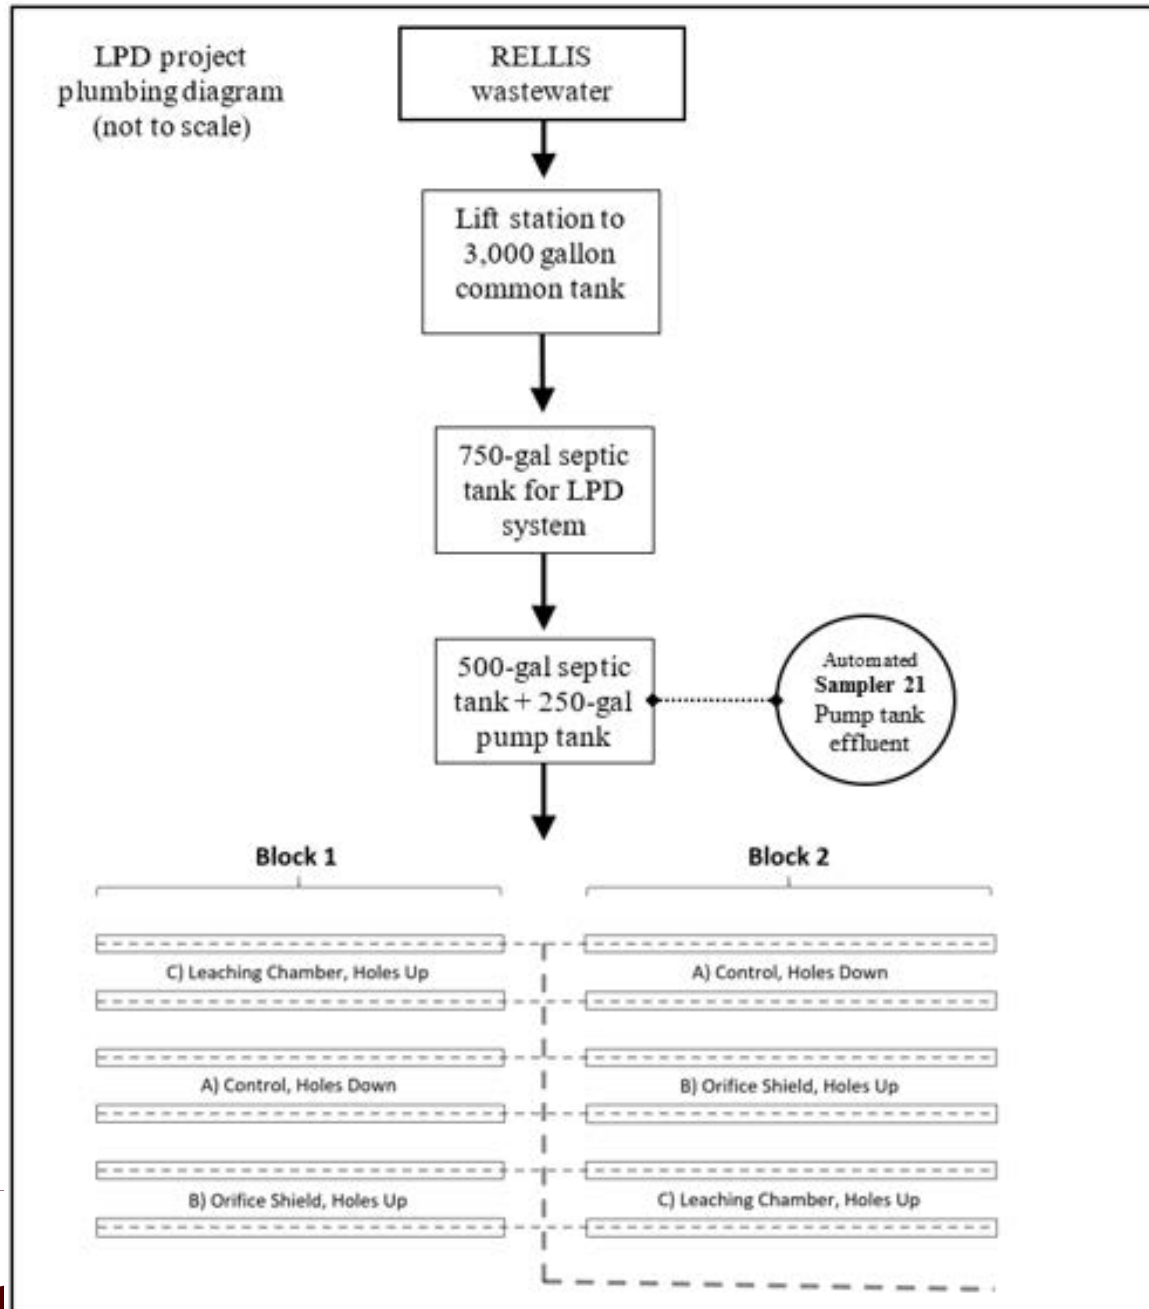 LPD project
plumbing diagram
(not to scale)
RELLIS
wastewater
Lift station to
3,000 gallon
common tank
750-gal septic
tank for LPD
system
500-gal septic
tank + 250-gal
pump tank
Automated
Sampler 21
Pump tank
effluent
Block 1
Block 2
C) Leaching Chamber, Holes Up
A) Control, Holes Down
A) Control, Holes Down
B) Orifice Shield, Holes Up
B) Orifice Shield, Holes Up
C) Leaching Chamber, Holes Up